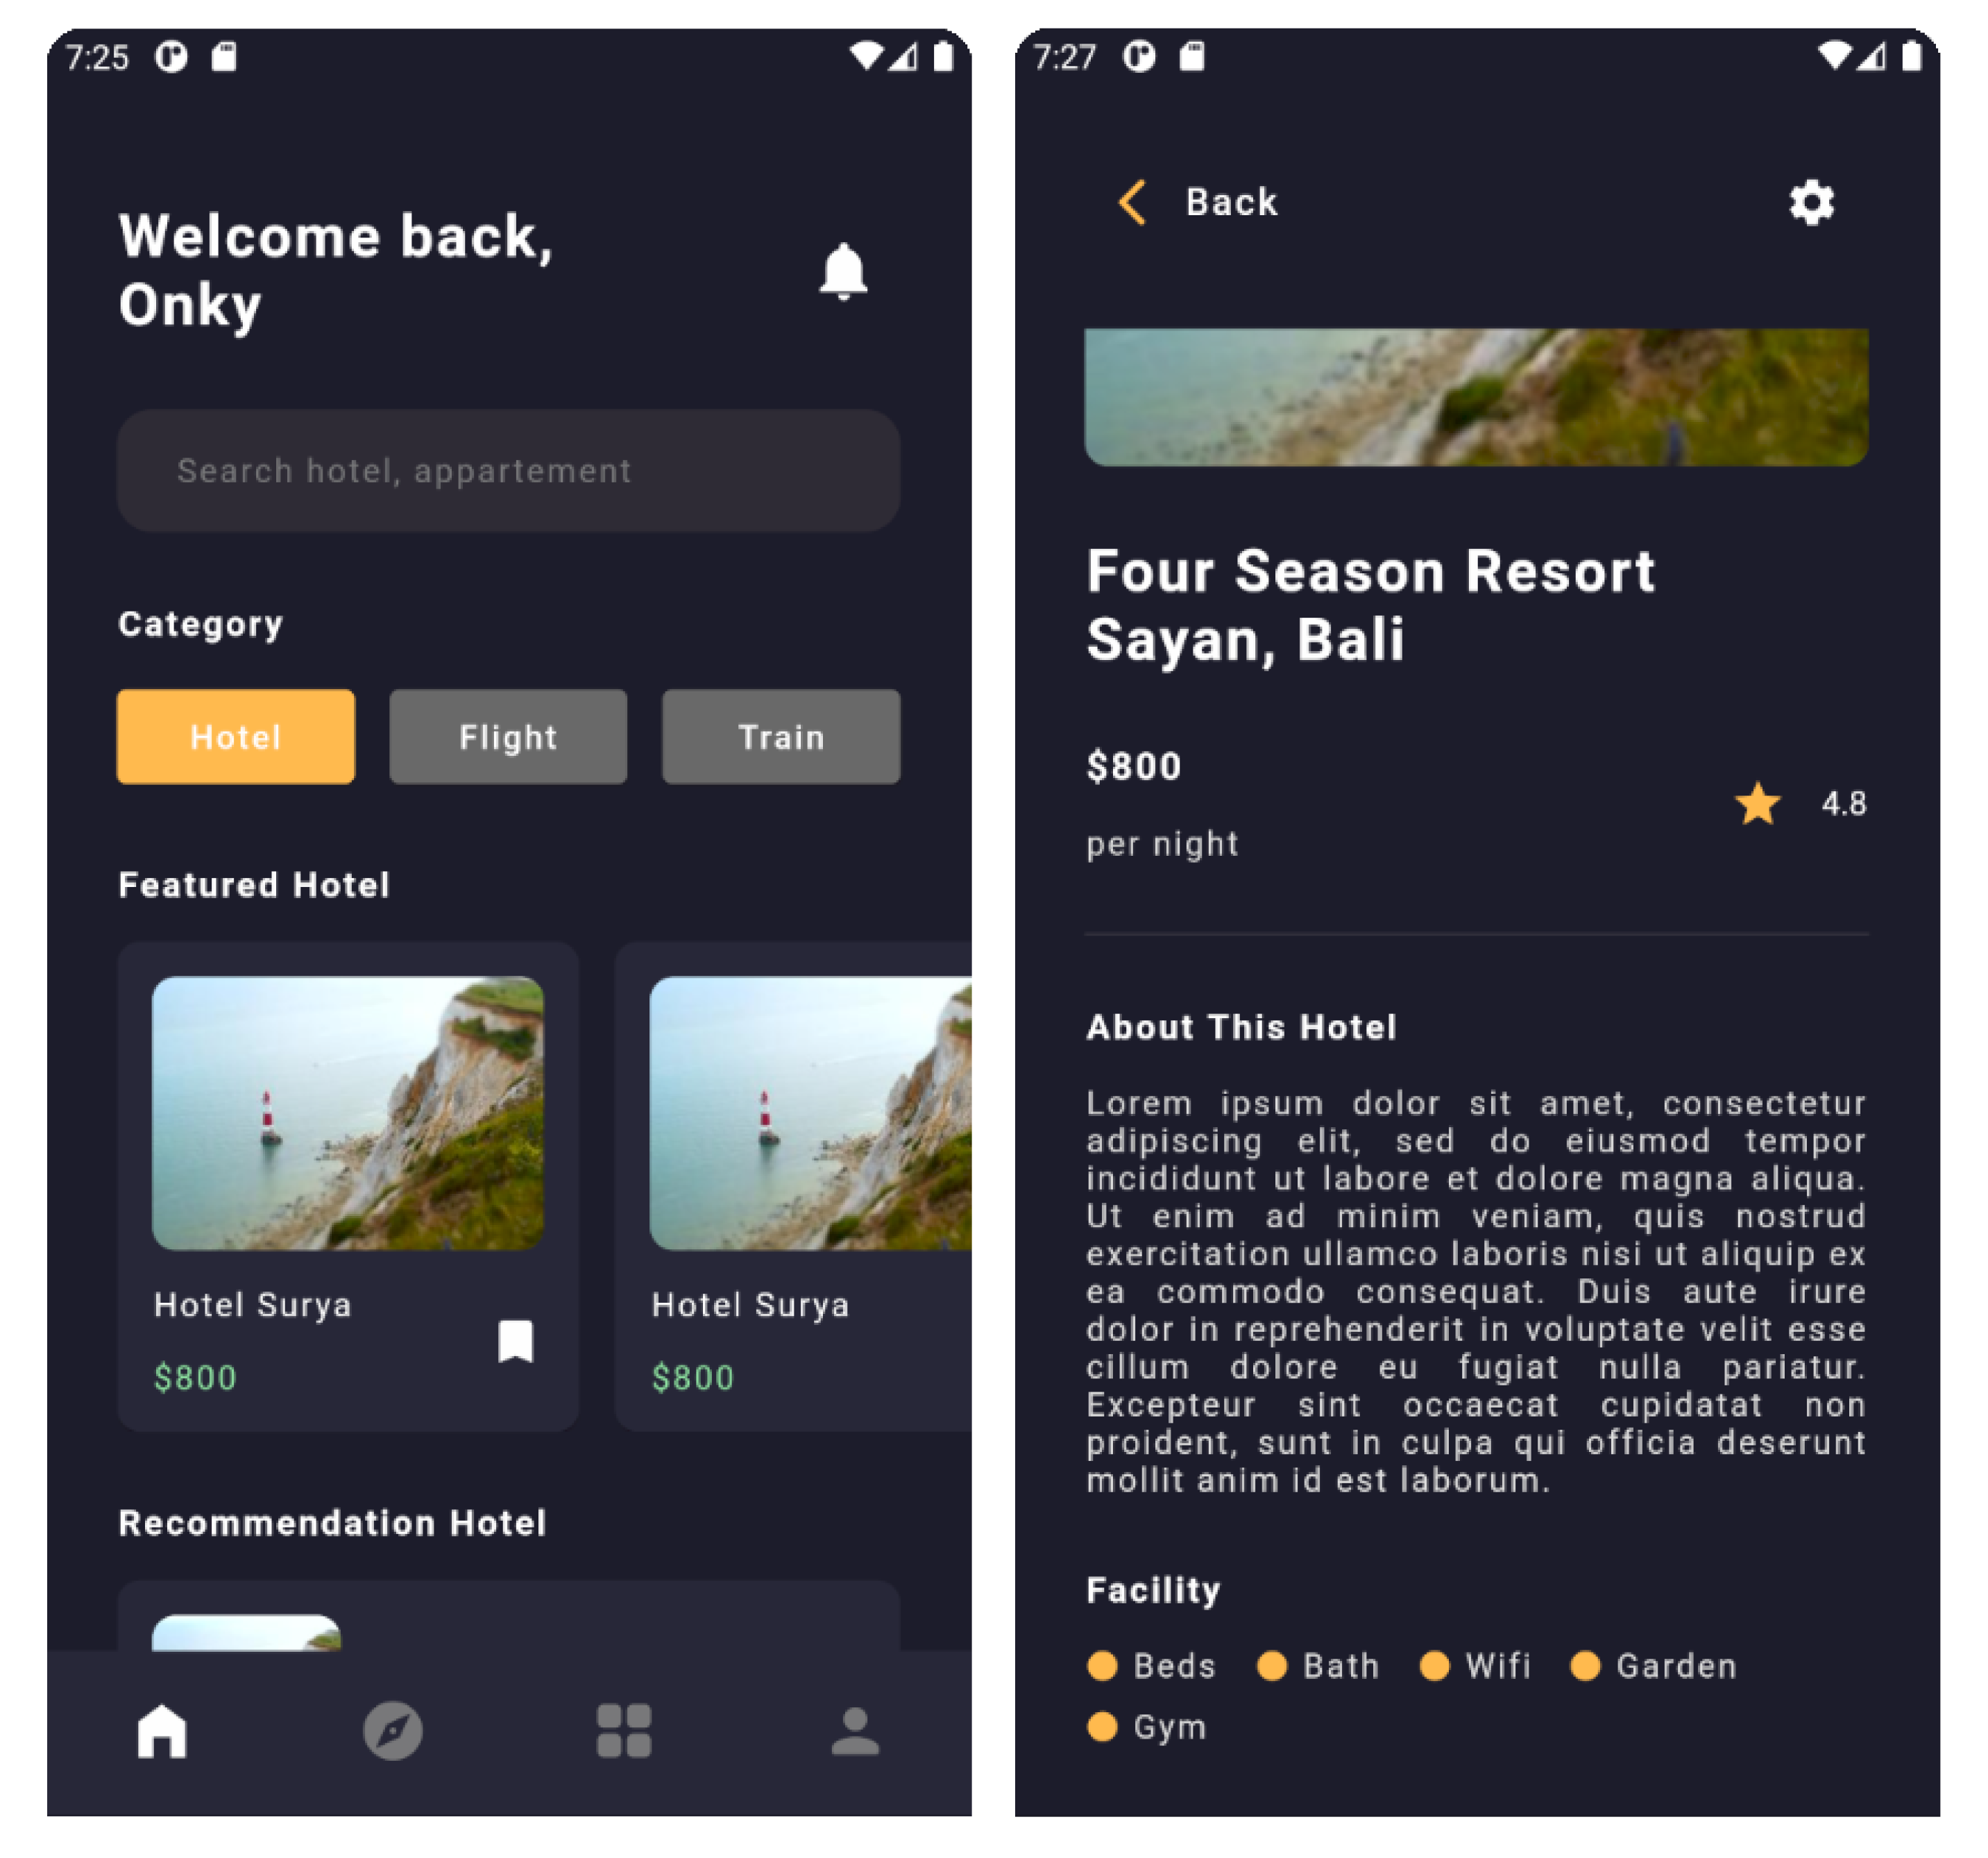 7:25
Welcome back,
Onky
Search hotel, appartement
Category
Hotel
Flight
Train
Featured Hotel
Hotel Surya
$800
Hotel Surya
$800
Recommendation Hotel
7:27
Back
Four Season Resort
Sayan, Bali
$800
per night
4.8
About This Hotel
Lorem ipsum dolor sit amet, consectetur
adipiscing elit, sed do eiusmod tempor
incididunt ut labore et dolore magna aliqua.
Ut enim ad minim veniam, quis nostrud
exercitation ullamco laboris nisi ut aliquip ex
ea commodo consequat. Duis aute irure
dolor in reprehenderit in voluptate velit esse
cillum dolore eu fugiat nulla pariatur.
Excepteur sint occaecat cupidatat non
proident, sunt in culpa qui officia deserunt
mollit anim id est laborum.
Facility
Beds
Bath
Wifi
Garden
Gym